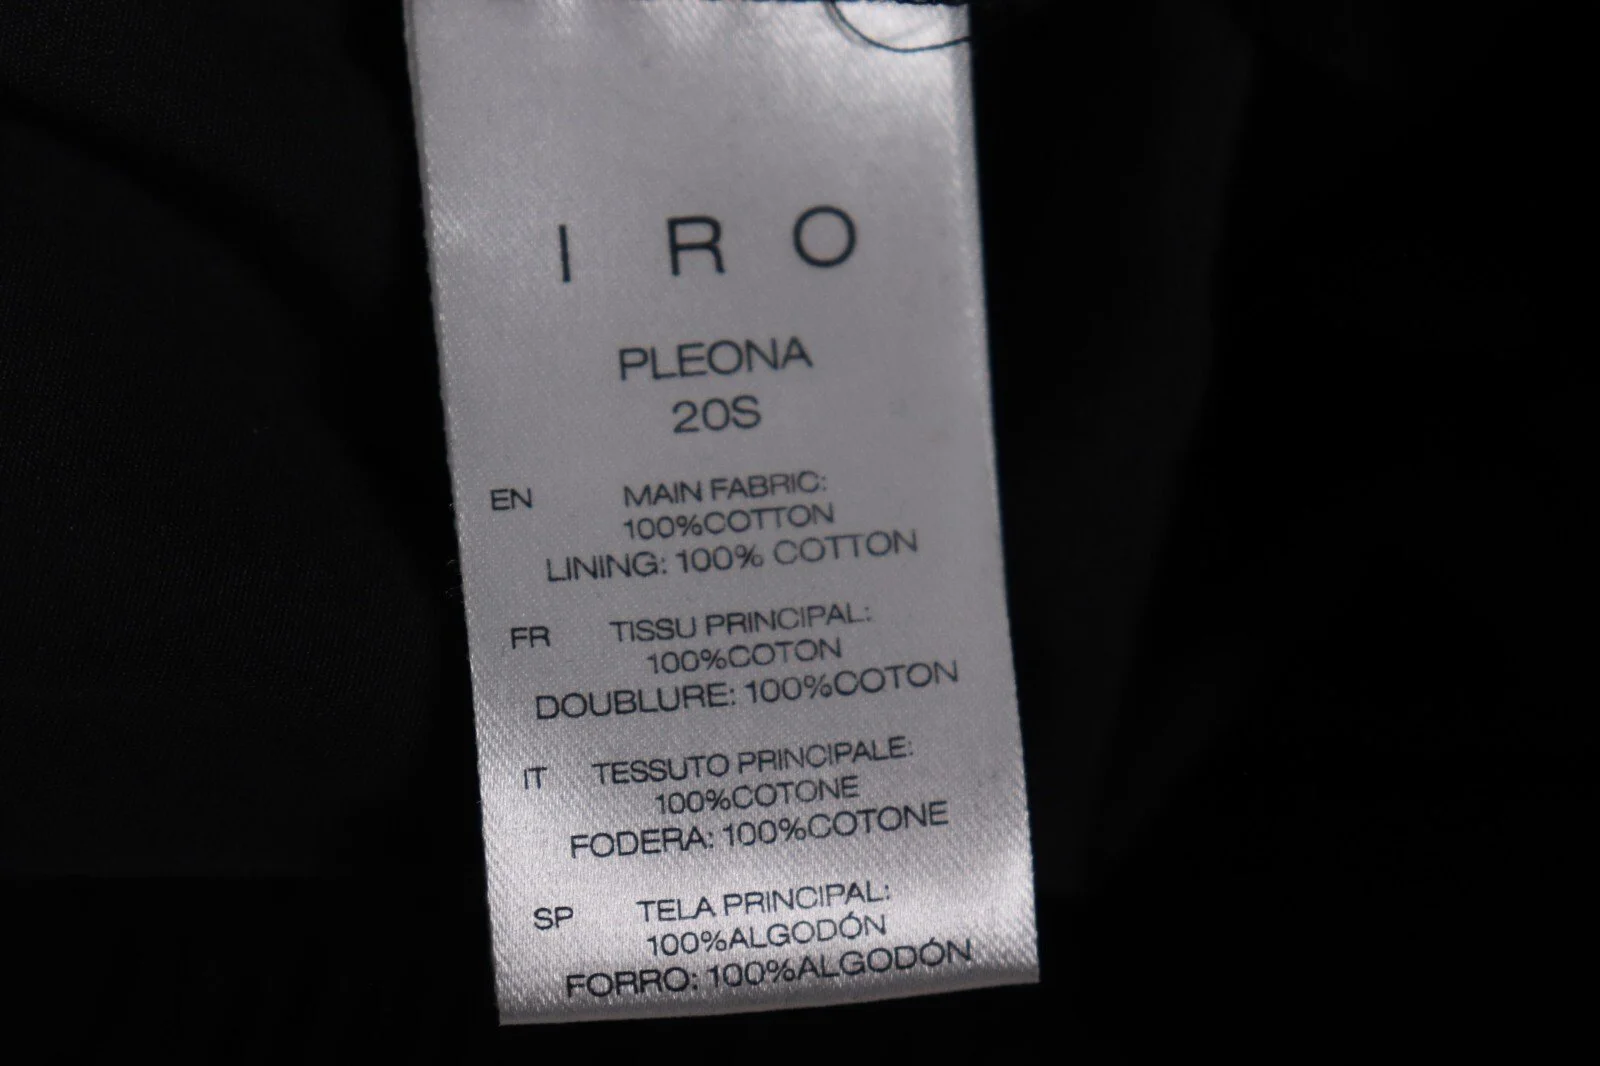 I R O
PLEONA
20S
EN MAIN FABRIC:
100%COTTON
LINING: 100% COTTON
FR TISSU PRINCIPAL:
100%COTON
DOUBLURE: 100%COTON
IT TESSUTO PRINCIPALE:
100%COTONE
FODERA: 100%COTONE
SP TELA PRINCIPAL:
100%ALGODÓN
FORRO: 100%ALGODÓN